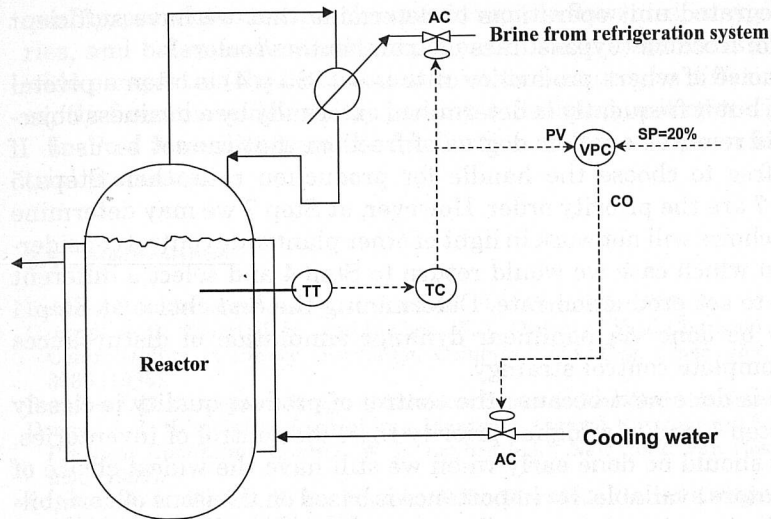 AC
Brine from refrigeration system
PV
VPC
SP=20%
CO
TT
TC
Reactor
Cooling water
AC